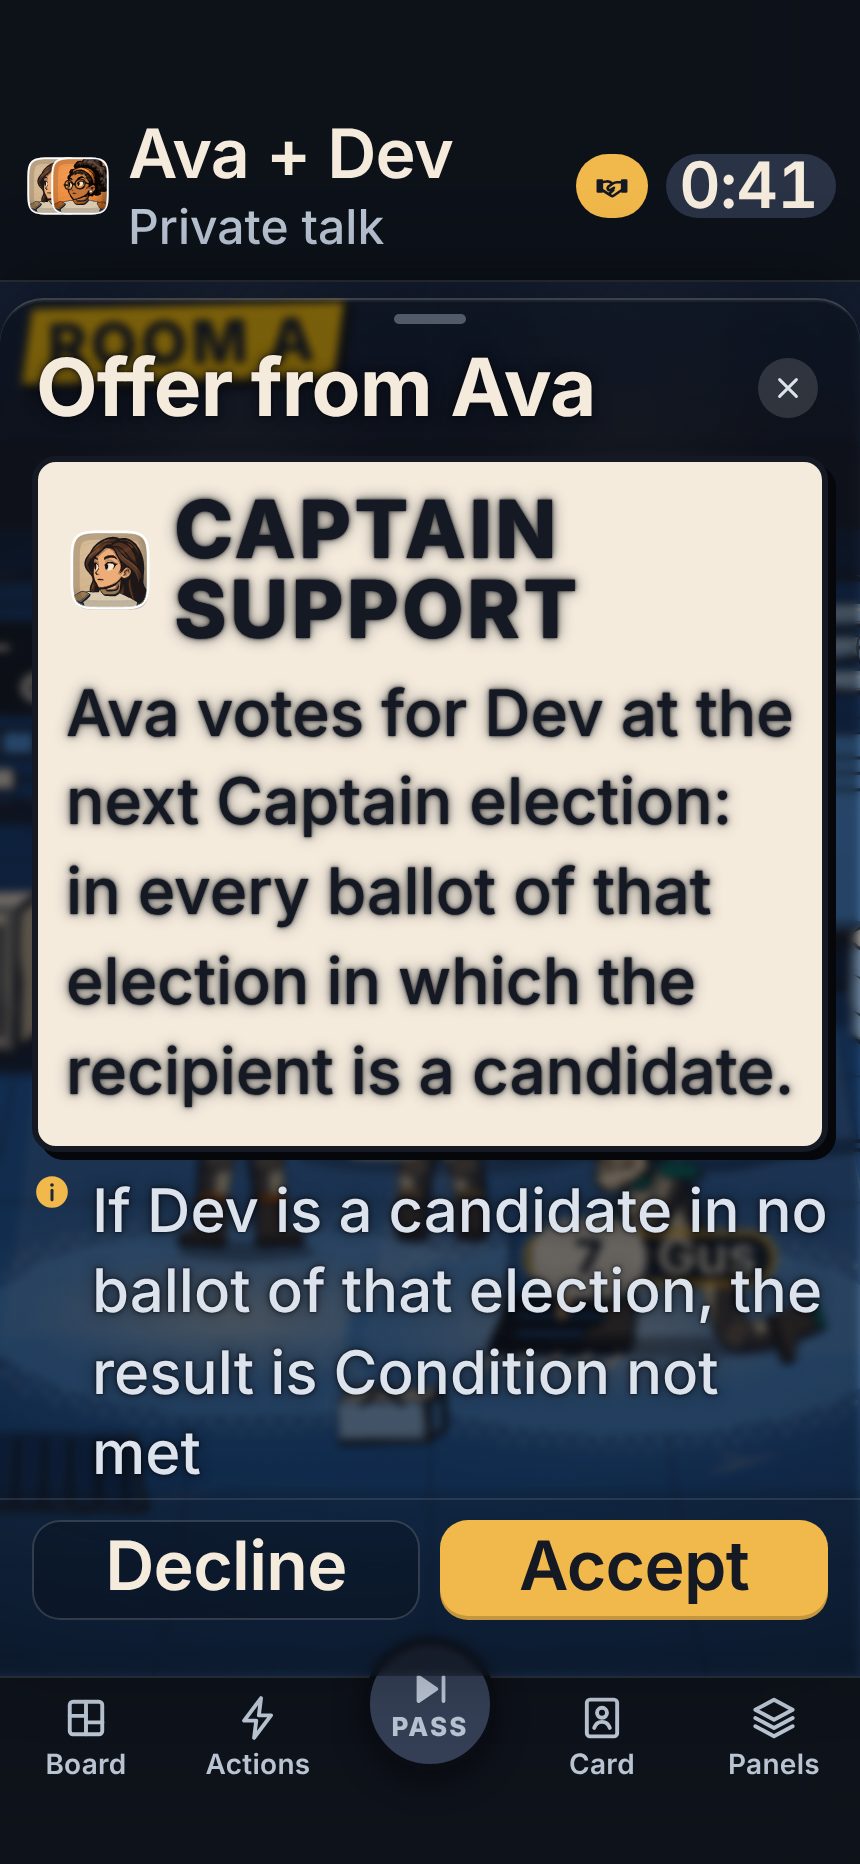 Ava + Dev
Private talk
0:41
ROOM A
Offer from Ava
CAPTAIN
SUPPORT
Ava votes for Dev at the
next Captain election:
in every ballot of that
election in which the
recipient is a candidate.
If Dev is a candidate in no
ballot of that election, the
result is Condition not
met
7 Gus
Decline
Accept
PASS
Board
Actions
Card
Panels